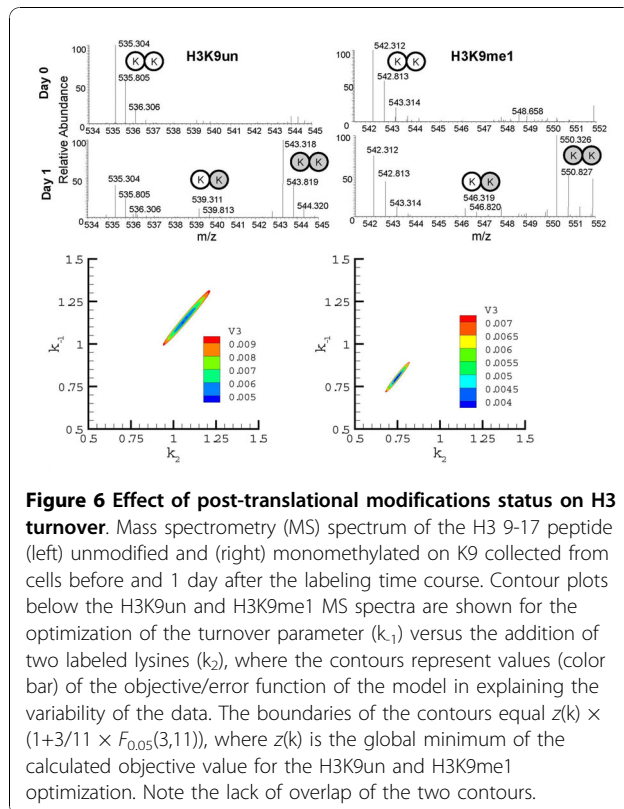 H3K9un
H3K9me1
Day 0
Day 1
Relative Abundance
100
50
0
535.304
535.805
536.306
K K
534 535 536 537 538 539 540 541 542 543 544 545
100
50
0
535.304
535.805
536.306
K K
539.311
539.813
543.318
K K
543.819
544.320
534 535 536 537 538 539 540 541 542 543 544 545
m/z
100
50
0
542.312
542.813
543.314
K K
548.658
542 543 544 545 546 547 548 549 550 551 552
100
50
0
542.312
542.813
543.314
K K
546.319
546.820
550.326
K K
550.827
542 543 544 545 546 547 548 549 550 551 552
m/z
1.5
1.25
1
0.75
0.5
k-1
V3
0.009
0.008
0.007
0.006
0.005
0.5 0.75 1 1.25 1.5
k2
1.5
1.25
1
0.75
0.5
k-1
V3
0.007
0.0065
0.006
0.0055
0.005
0.0045
0.004
0.5 0.75 1 1.25 1.5
k2
Figure 6 Effect of post-translational modifications status on H3
turnover. Mass spectrometry (MS) spectrum of the H3 9-17 peptide
(left) unmodified and (right) monomethylated on K9 collected from
cells before and 1 day after the labeling time course. Contour plots
below the H3K9un and H3K9me1 MS spectra are shown for the
optimization of the turnover parameter (k-1) versus the addition of
two labeled lysines (k2), where the contours represent values (color
bar) of the objective/error function of the model in explaining the
variability of the data. The boundaries of the contours equal z(k) ×
(1+3/11 × F0.05(3,11)), where z(k) is the global minimum of the
calculated objective value for the H3K9un and H3K9me1
optimization. Note the lack of overlap of the two contours.